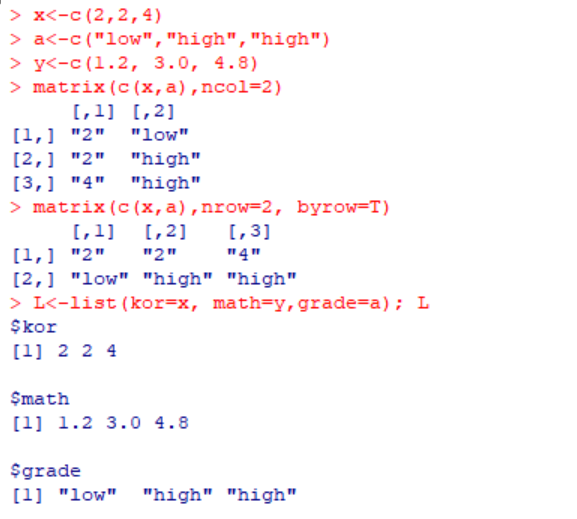 > x<-c(2,2,4)
> a<-c("low","high","high")
> y<-c(1.2, 3.0, 4.8)
> matrix(c(x,a),ncol=2)
     [,1] [,2]
[1,] "2"  "low"
[2,] "2"  "high"
[3,] "4"  "high"
> matrix(c(x,a),nrow=2, byrow=T)
     [,1]  [,2]   [,3]
[1,] "2"   "2"    "4"
[2,] "low" "high" "high"
> L<-list(kor=x, math=y,grade=a); L
$kor
[1] 2 2 4

$math
[1] 1.2 3.0 4.8

$grade
[1] "low"  "high" "high"